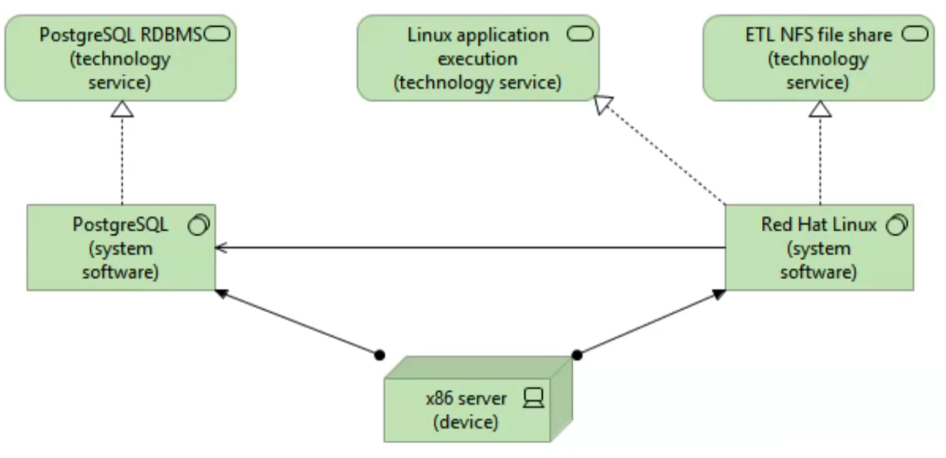 PostgreSQL RDBMS
(technology
service)
Linux application
execution
(technology service)
ETL NFS file share
(technology
service)
PostgreSQL
(system
software)
Red Hat Linux
(system
software)
x86 server
(device)